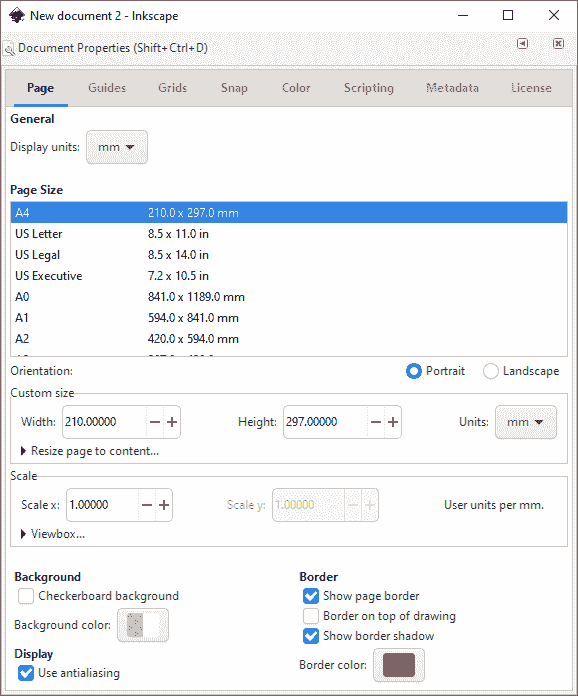 New document 2 - Inkscape
Document Properties (Shift+Ctrl+D)
Page Guides Grids Snap Color Scripting Metadata License
General
Display units: mm
Page Size
A4 210.0 x 297.0 mm
US Letter 8.5 x 11.0 in
US Legal 8.5 x 14.0 in
US Executive 7.2 x 10.5 in
A0 841.0 x 1189.0 mm
A1 594.0 x 841.0 mm
A2 420.0 x 594.0 mm
Orientation: Portrait Landscape
Custom size
Width: 210.00000 Height: 297.00000 Units: mm
Resize page to content...
Scale
Scale x: 1.00000 Scale y: 1.00000 User units per mm.
Viewbox...
Background
Checkerboard background
Background color:
Display
Use antialiasing
Border
Show page border
Border on top of drawing
Show border shadow
Border color: